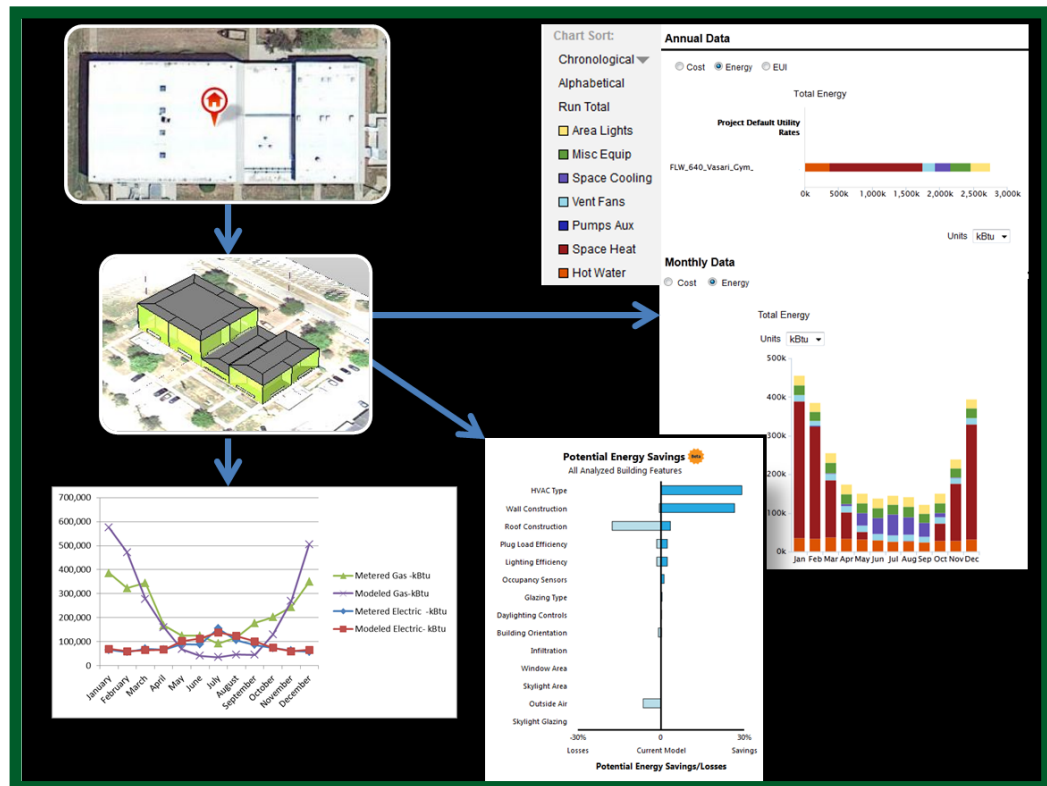 Chart Sort:
Chronological
Alphabetical
Run Total
Area Lights
Misc Equip
Space Cooling
Vent Fans
Pumps Aux
Space Heat
Hot Water
Annual Data
Cost Energy EUI
Total Energy
Project Default Utility
Rates
FLW_640_Vasari_Gym_
0k 500k 1,000k 1,500k 2,000k 2,500k 3,000k
Units kBtu
Monthly Data
Cost Energy
Total Energy
Units kBtu
500k
400k
300k
200k
100k
0k
Jan Feb Mar Apr May Jun Jul Aug Sep Oct Nov Dec
700,000
600,000
500,000
400,000
300,000
200,000
100,000
0
January
February
March
April
May
June
July
August
September
October
November
December
Metered Gas -kBtu
Modeled Gas-kBtu
Metered Electric -kBtu
Modeled Electric- kBtu
Potential Energy Savings Beta
All Analyzed Building Features
HVAC Type
Wall Construction
Roof Construction
Plug Load Efficiency
Lighting Efficiency
Occupancy Sensors
Glazing Type
Daylighting Controls
Building Orientation
Infiltration
Window Area
Skylight Area
Outside Air
Skylight Glazing
-30% 0 30%
Losses Current Model Savings
Potential Energy Savings/Losses